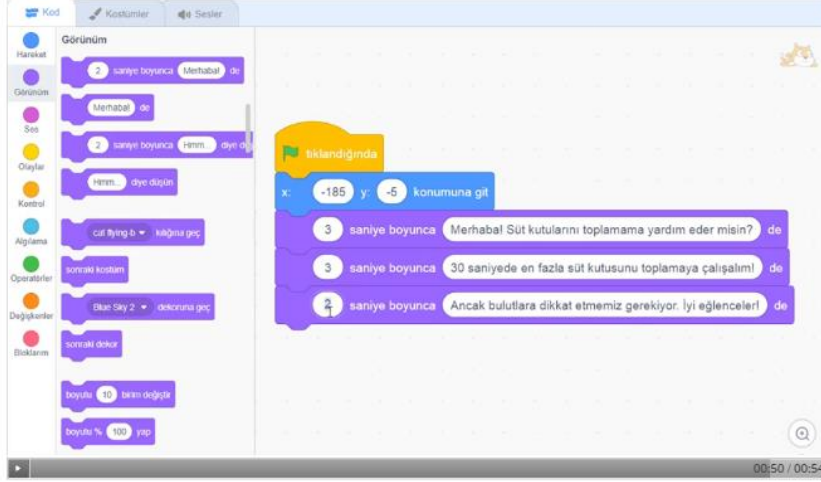 Kod
Kostümler
Sesler
Hareket
Görünüm
Ses
Olaylar
Kontrol
Algılama
Operatörler
Değişkenler
Bloklarım
Görünüm
2 saniye boyunca Merhaba! de
Merhaba! de
2 saniye boyunca Hmm... diye
Hmm... diye düşün
cat flying-b kılığına geç
sonraki kostüm
Blue Sky 2 dekoruna geç
sonraki dekor
boyutu 10 birim değiştir
boyutu % 100 yap
tıklandığında
x: -185 y: -5 konumuna git
3 saniye boyunca Merhaba! Süt kutularını toplamama yardım eder misin? de
3 saniye boyunca 30 saniyede en fazla süt kutusunu toplamaya çalışalım! de
2 saniye boyunca Ancak bulutlara dikkat etmemiz gerekiyor. İyi eğlenceler! de
00:50 / 00:54